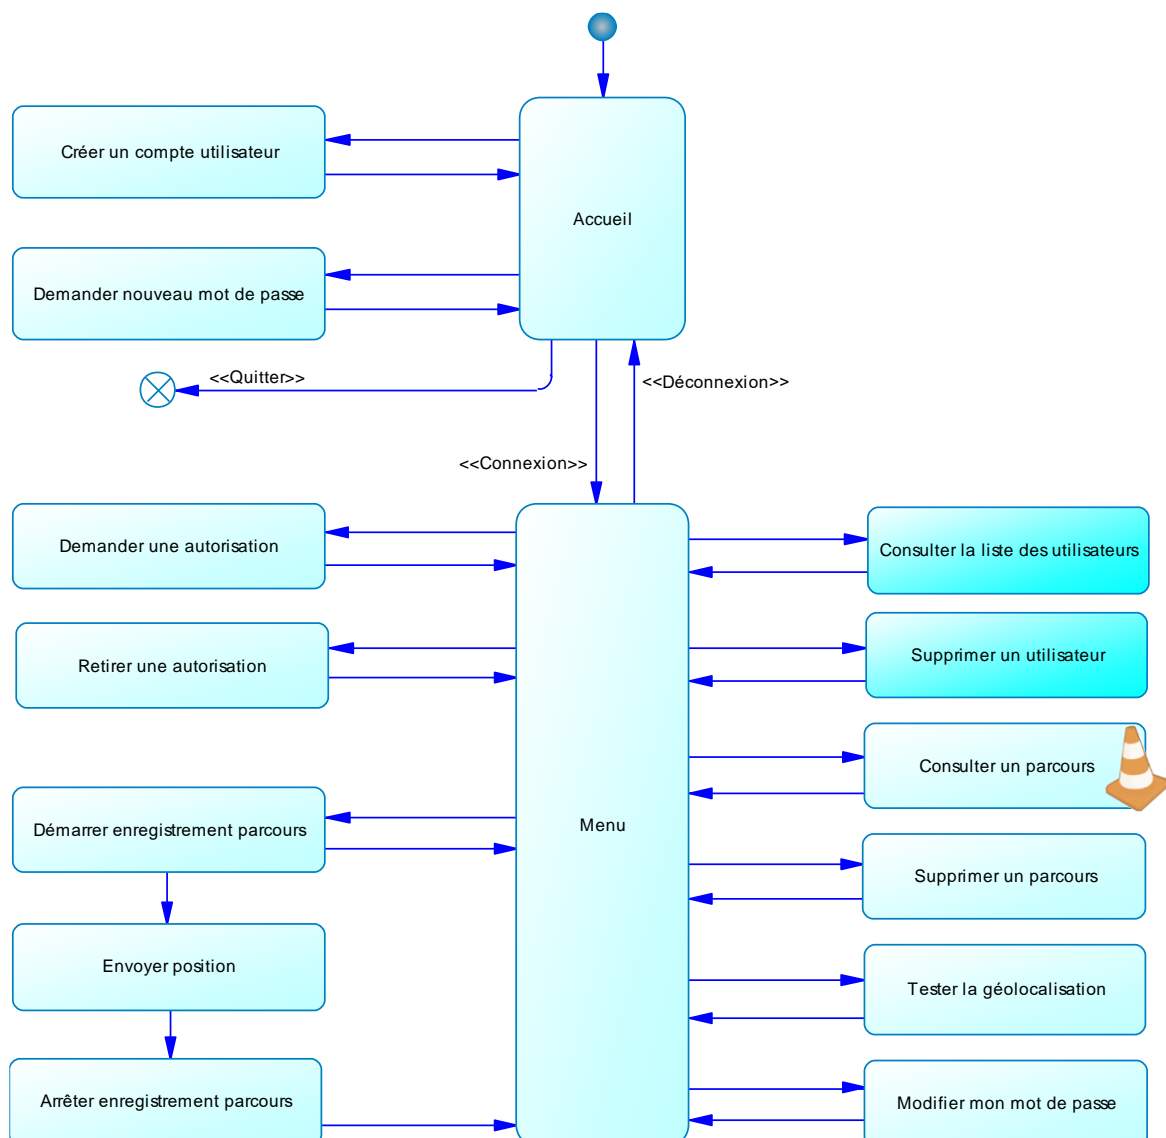 Créer un compte utilisateur
Accueil
Demander nouveau mot de passe
<<Quitter>>
<<Déconnexion>>
<<Connexion>>
Demander une autorisation
Consulter la liste des utilisateurs
Retirer une autorisation
Supprimer un utilisateur
Consulter un parcours
Démarrer enregistrement parcours
Menu
Supprimer un parcours
Envoyer position
Tester la géolocalisation
Arrêter enregistrement parcours
Modifier mon mot de passe